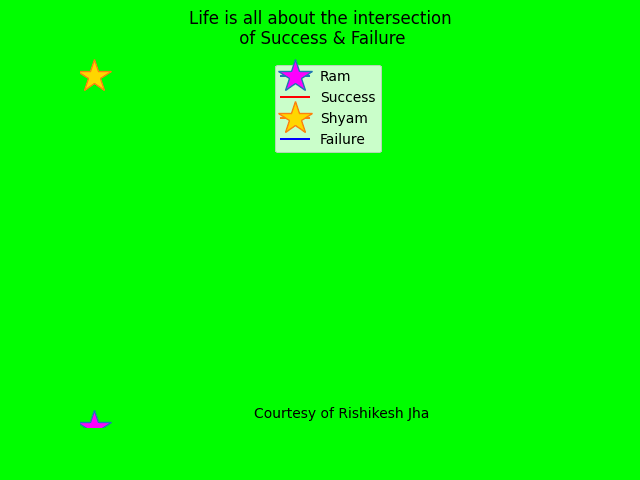 Life is all about the intersection
of Success & Failure
Ram
Success
Shyam
Failure
Courtesy of Rishikesh Jha